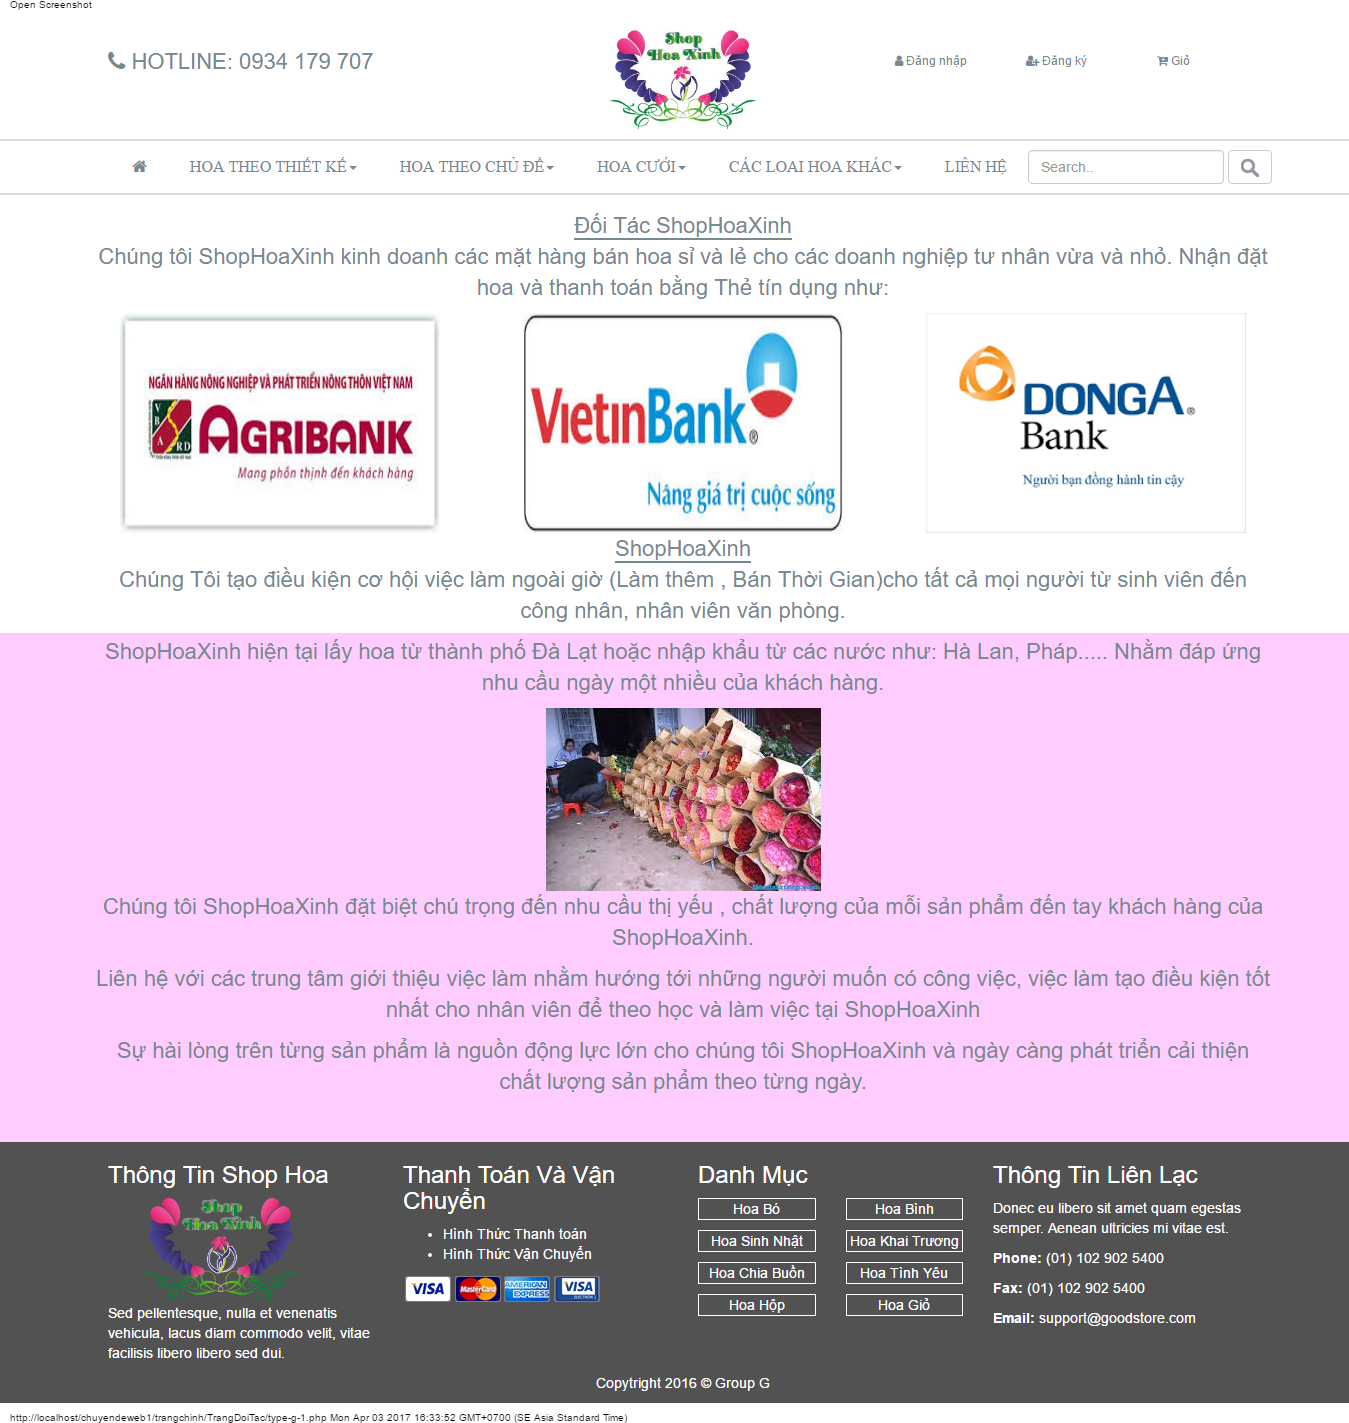 Open Screenshot
HOTLINE: 0934 179 707
Shop
Hoa Xinh
Đăng nhập
Đăng ký
Giỏ
HOA THEO THIẾT KẾ
HOA THEO CHỦ ĐỀ
HOA CƯỚI
CÁC LOẠI HOA KHÁC
LIÊN HỆ
Search..
Đối Tác ShopHoaXinh
Chúng tôi ShopHoaXinh kinh doanh các mặt hàng bán hoa sỉ và lẻ cho các doanh nghiệp tư nhân vừa và nhỏ. Nhận đặt
hoa và thanh toán bằng Thẻ tín dụng như:
NGÂN HÀNG NÔNG NGHIỆP VÀ PHÁT TRIỂN NÔNG THÔN VIỆT NAM
AGRIBANK
Mang phồn thịnh đến khách hàng
VietinBank®
Nâng giá trị cuộc sống
DONGA®
Bank
Người bạn đồng hành tin cậy
ShopHoaXinh
Chúng Tôi tạo điều kiện cơ hội việc làm ngoài giờ (Làm thêm , Bán Thời Gian)cho tất cả mọi người từ sinh viên đến
công nhân, nhân viên văn phòng.
ShopHoaXinh hiện tại lấy hoa từ thành phố Đà Lạt hoặc nhập khẩu từ các nước như: Hà Lan, Pháp..... Nhằm đáp ứng
nhu cầu ngày một nhiều của khách hàng.
Chúng tôi ShopHoaXinh đặt biệt chú trọng đến nhu cầu thị yếu , chất lượng của mỗi sản phẩm đến tay khách hàng của
ShopHoaXinh.
Liên hệ với các trung tâm giới thiệu việc làm nhằm hướng tới những người muốn có công việc, việc làm tạo điều kiện tốt
nhất cho nhân viên để theo học và làm việc tại ShopHoaXinh
Sự hài lòng trên từng sản phẩm là nguồn động lực lớn cho chúng tôi ShopHoaXinh và ngày càng phát triển cải thiện
chất lượng sản phẩm theo từng ngày.
Thông Tin Shop Hoa
Shop
Hoa Xinh
Sed pellentesque, nulla et venenatis
vehicula, lacus diam commodo velit, vitae
facilisis libero libero sed dui.
Thanh Toán Và Vận
Chuyển
Hình Thức Thanh toán
Hình Thức Vận Chuyển
VISA
MasterCard
AMERICAN
EXPRESS
VISA
ELECTRON
Danh Mục
Hoa Bó
Hoa Bình
Hoa Sinh Nhật
Hoa Khai Trương
Hoa Chia Buồn
Hoa Tình Yêu
Hoa Hộp
Hoa Giỏ
Thông Tin Liên Lạc
Donec eu libero sit amet quam egestas
semper. Aenean ultricies mi vitae est.
Phone: (01) 102 902 5400
Fax: (01) 102 902 5400
Email: support@goodstore.com
Copytright 2016 © Group G
http://localhost/chuyendeweb1/trangchinh/TrangDoiTac/type-g-1.php Mon Apr 03 2017 16:33:52 GMT+0700 (SE Asia Standard Time)